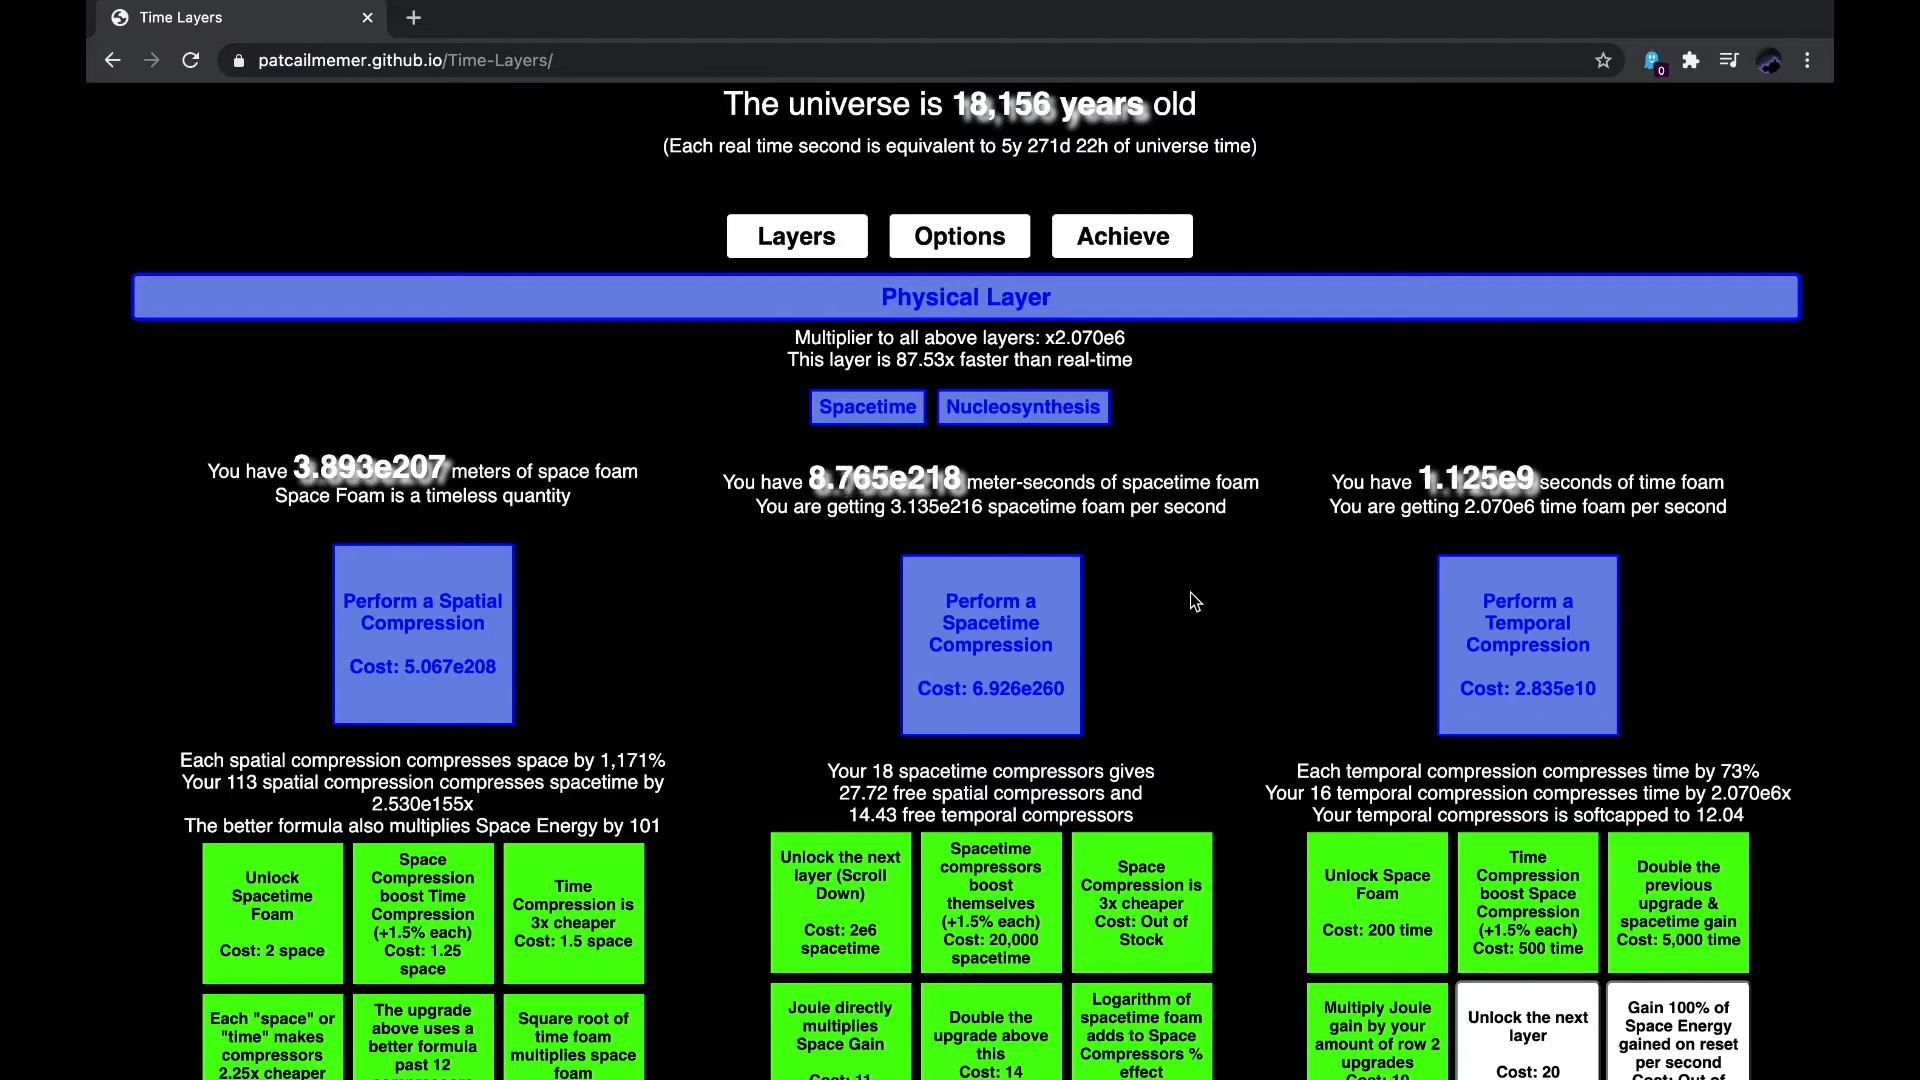 Time Layers
patcailmemer.github.io/Time-Layers/
0
The universe is 18,156 years old
(Each real time second is equivalent to 5y 271d 22h of universe time)
Layers
Options
Achieve
Physical Layer
Multiplier to all above layers: x2.070e6
This layer is 87.53x faster than real-time
Spacetime
Nucleosynthesis
You have 3.893e207 meters of space foam
Space Foam is a timeless quantity
Perform a Spatial
Compression
Cost: 5.067e208
Each spatial compression compresses space by 1,171%
Your 113 spatial compression compresses spacetime by
2.530e155x
The better formula also multiplies Space Energy by 101
Unlock
Spacetime
Foam
Cost: 2 space
Space
Compression
boost Time
Compression
(+1.5% each)
Cost: 1.25
space
Time
Compression is
3x cheaper
Cost: 1.5 space
Each "space" or
"time" makes
compressors
2.25x cheaper
The upgrade
above uses a
better formula
past 12
Square root of
time foam
multiplies space
foam
You have 8.765e218 meter-seconds of spacetime foam
You are getting 3.135e216 spacetime foam per second
Perform a
Spacetime
Compression
Cost: 6.926e260
Your 18 spacetime compressors gives
27.72 free spatial compressors and
14.43 free temporal compressors
Unlock the next
layer (Scroll
Down)
Cost: 2e6
spacetime
Spacetime
compressors
boost
themselves
(+1.5% each)
Cost: 20,000
spacetime
Space
Compression is
3x cheaper
Cost: Out of
Stock
Joule directly
multiplies
Space Gain
Cost: 11
Double the
upgrade above
this
Cost: 14
Logarithm of
spacetime foam
adds to Space
Compressors %
effect
You have 1.125e9 seconds of time foam
You are getting 2.070e6 time foam per second
Perform a
Temporal
Compression
Cost: 2.835e10
Each temporal compression compresses time by 73%
Your 16 temporal compression compresses time by 2.070e6x
Your temporal compressors is softcapped to 12.04
Unlock Space
Foam
Cost: 200 time
Time
Compression
boost Space
Compression
(+1.5% each)
Cost: 500 time
Double the
previous
upgrade &
spacetime gain
Cost: 5,000 time
Multiply Joule
gain by your
amount of row 2
upgrades
Cost: 10
Unlock the next
layer
Cost: 20
Gain 100% of
Space Energy
gained on reset
per second
Cost: Out of